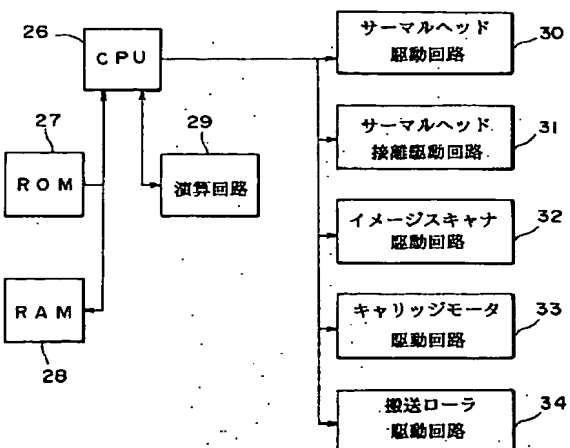 26
CPU
27
ROM
RAM
28
29
演算回路
サーマルヘッド
駆動回路
30
サーマルヘッド
接離駆動回路
31
イメージスキャナ
駆動回路
32
キャリッジモータ
駆動回路
33
搬送ローラ
駆動回路
34